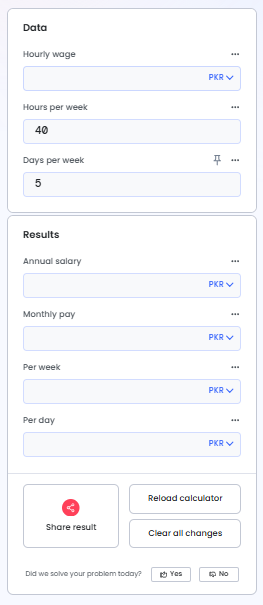 Data
Hourly wage ...
PKR
Hours per week ...
40
Days per week ...
5
Results
Annual salary ...
PKR
Monthly pay ...
PKR
Per week ...
PKR
Per day ...
PKR
Share result
Reload calculator
Clear all changes
Did we solve your problem today? Yes No